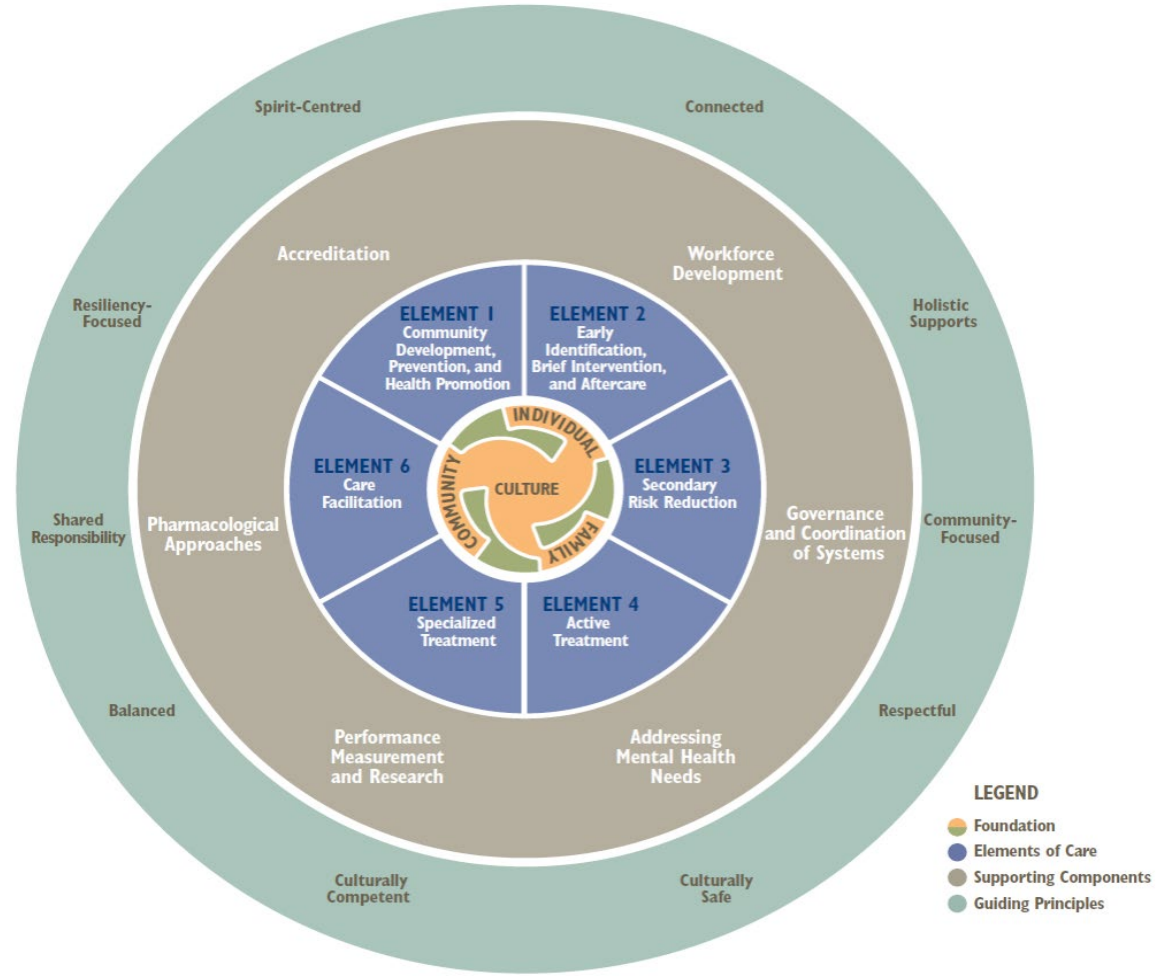 Spirit-Centred
Connected
Accreditation
Workforce
Development
Resiliency-
Focused
Holistic
Supports
ELEMENT 1
Community
Development,
Prevention, and
Health Promotion
ELEMENT 2
Early
Identification,
Brief Intervention,
and Aftercare
INDIVIDUAL
COMMUNITY
CULTURE
FAMILY
ELEMENT 6
Care
Facilitation
ELEMENT 3
Secondary
Risk Reduction
Shared
Responsibility
Pharmacological
Approaches
Governance
and Coordination
of Systems
Community-
Focused
ELEMENT 5
Specialized
Treatment
ELEMENT 4
Active
Treatment
Balanced
Respectful
Performance
Measurement
and Research
Addressing
Mental Health
Needs
Culturally
Competent
Culturally
Safe
LEGEND
Foundation
Elements of Care
Supporting Components
Guiding Principles